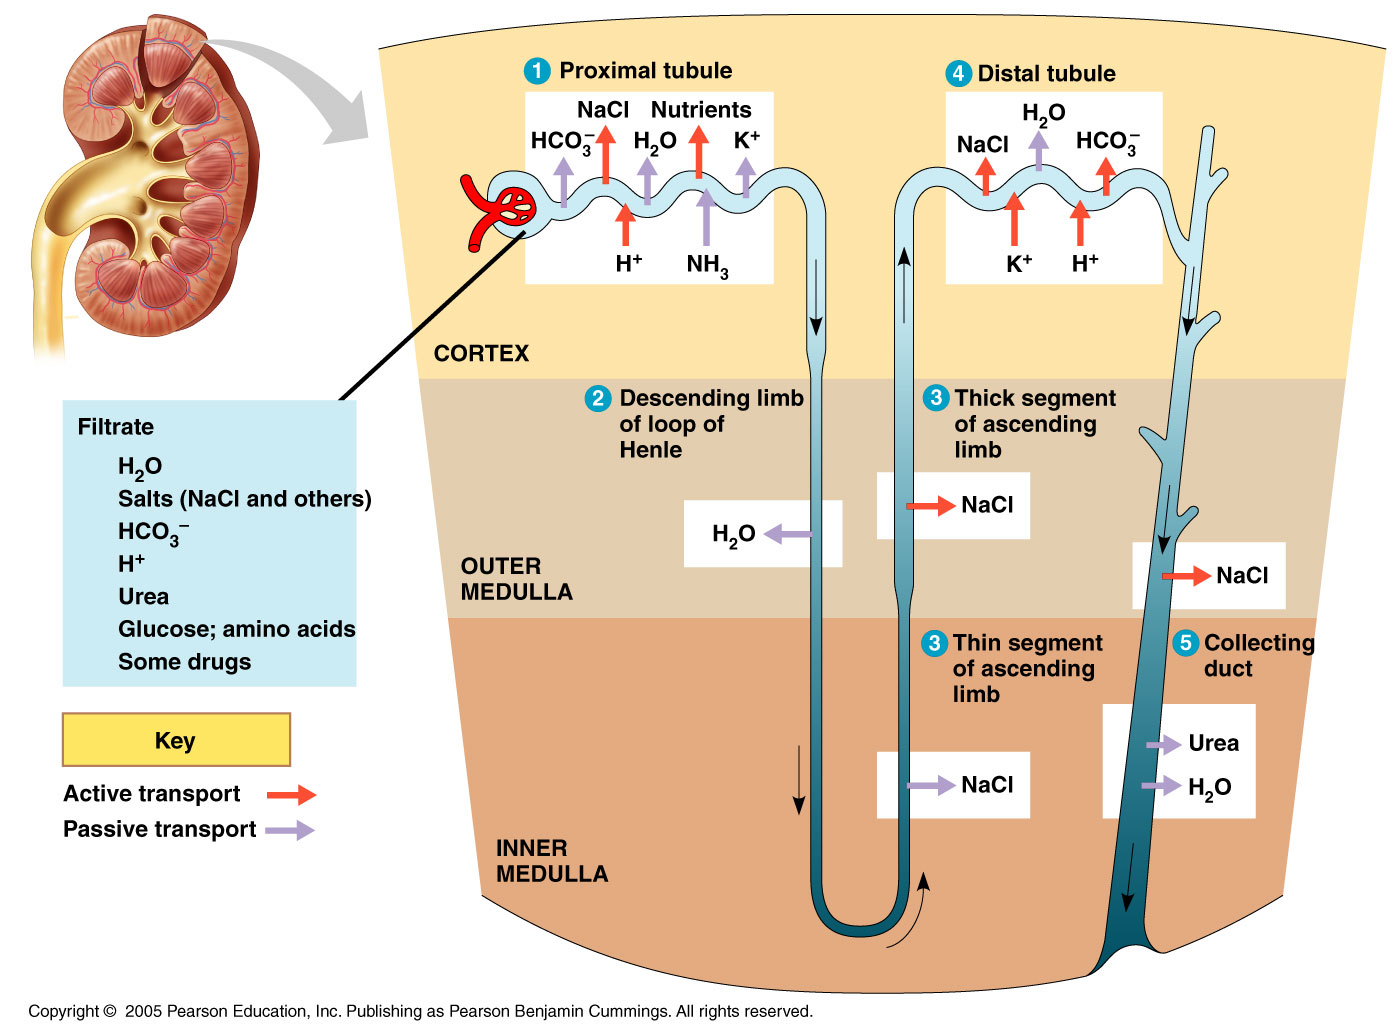 1 Proximal tubule
NaCl Nutrients
HCO₃⁻ H₂O K⁺
H⁺ NH₃
4 Distal tubule
H₂O
NaCl HCO₃⁻
K⁺ H⁺
CORTEX
2 Descending limb
of loop of
Henle
3 Thick segment
of ascending
limb
NaCl
H₂O
OUTER
MEDULLA
NaCl
3 Thin segment
of ascending
limb
5 Collecting
duct
Urea
NaCl
H₂O
INNER
MEDULLA
Filtrate
H₂O
Salts (NaCl and others)
HCO₃⁻
H⁺
Urea
Glucose; amino acids
Some drugs
Key
Active transport
Passive transport
Copyright © 2005 Pearson Education, Inc. Publishing as Pearson Benjamin Cummings. All rights reserved.